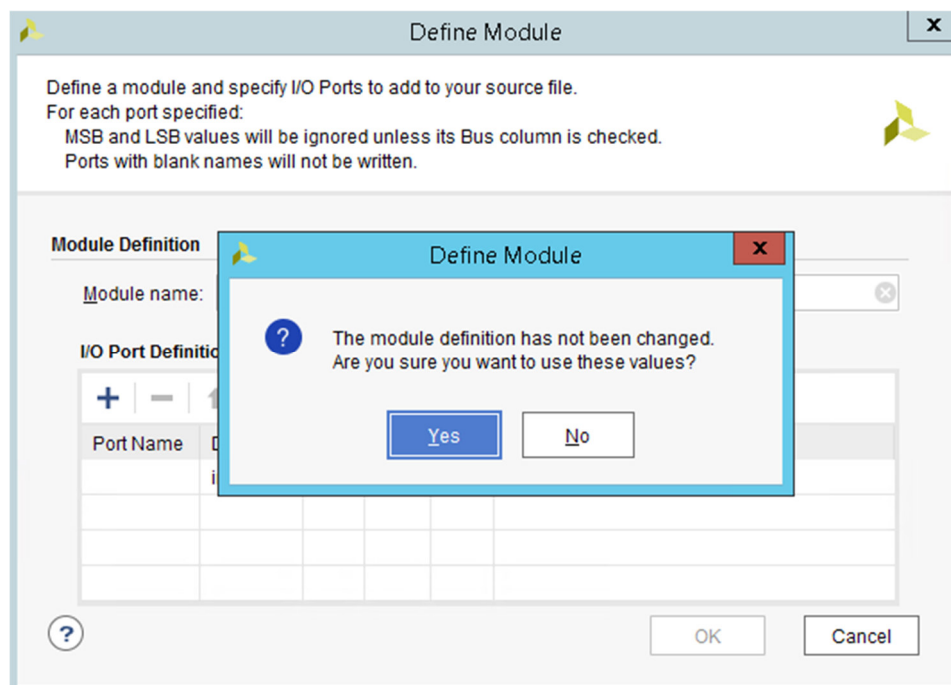 Define Module
X
Define a module and specify I/O Ports to add to your source file.
For each port specified:
MSB and LSB values will be ignored unless its Bus column is checked.
Ports with blank names will not be written.
Module Definition
Module name:
I/O Port Definitio
+ −
Port Name D
i
Define Module
X
?
The module definition has not been changed.
Are you sure you want to use these values?
Yes No
?
OK Cancel